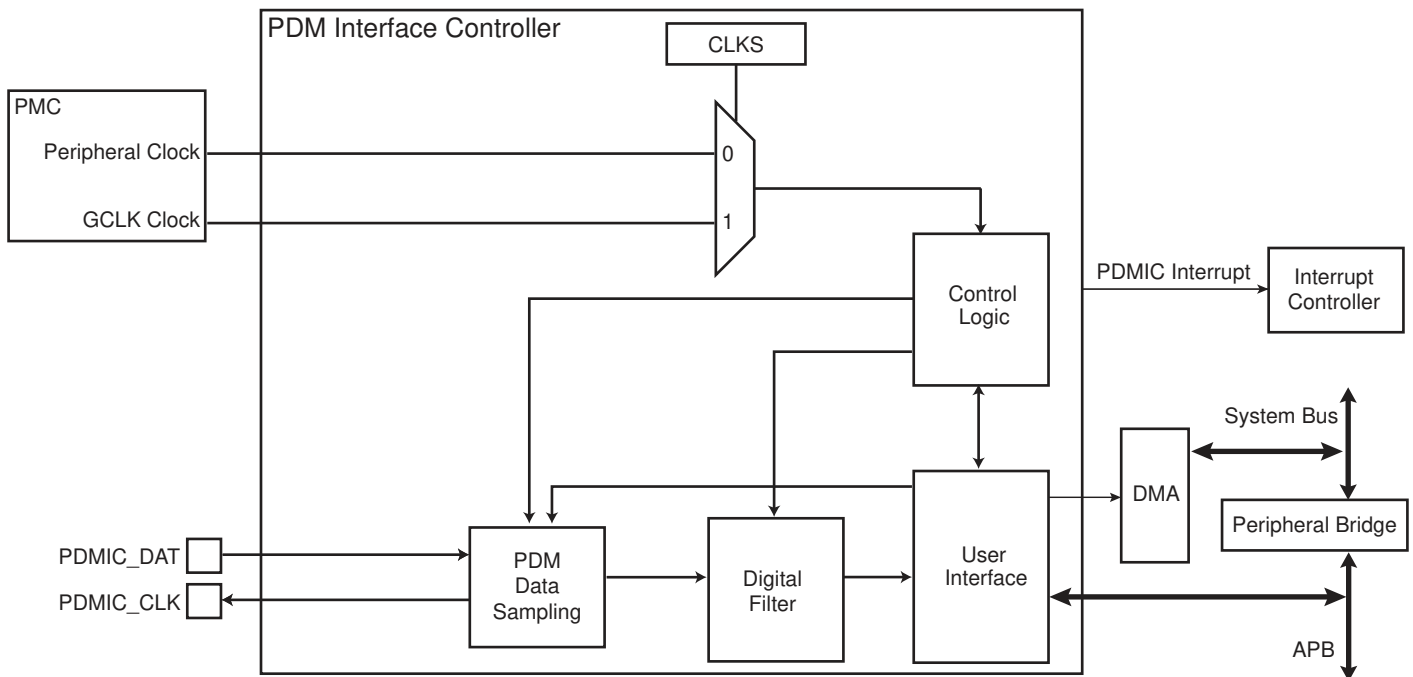 PDM Interface Controller
CLKS
PMC
Peripheral Clock
0
GCLK Clock
1
Control
Logic
PDMIC Interrupt
Interrupt
Controller
System Bus
DMA
Peripheral Bridge
PDMIC_DAT
PDMIC_CLK
PDM
Data
Sampling
Digital
Filter
User
Interface
APB